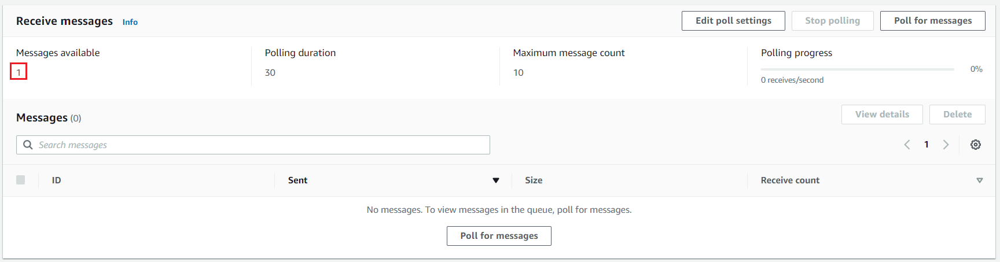 Receive messages Info Edit poll settings Stop polling Poll for messages
Messages available Polling duration Maximum message count Polling progress
1 30 10 0%
0 receives/second
Messages (0) View details Delete
Search messages 1
ID Sent Size Receive count
No messages. To view messages in the queue, poll for messages.
Poll for messages